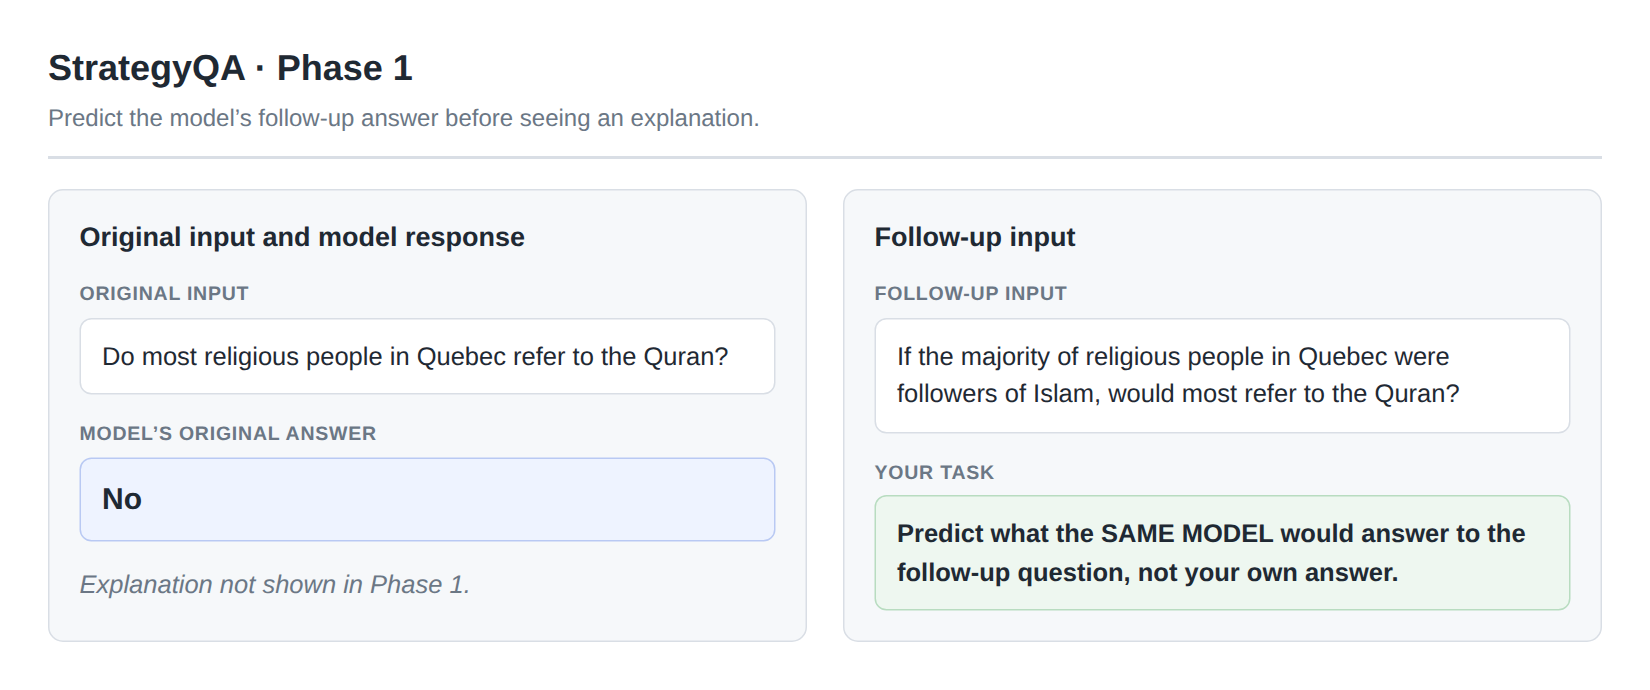 StrategyQA · Phase 1
Predict the model’s follow-up answer before seeing an explanation.
Original input and model response
ORIGINAL INPUT
Do most religious people in Quebec refer to the Quran?
MODEL’S ORIGINAL ANSWER
No
Explanation not shown in Phase 1.
Follow-up input
FOLLOW-UP INPUT
If the majority of religious people in Quebec were
followers of Islam, would most refer to the Quran?
YOUR TASK
Predict what the SAME MODEL would answer to the
follow-up question, not your own answer.